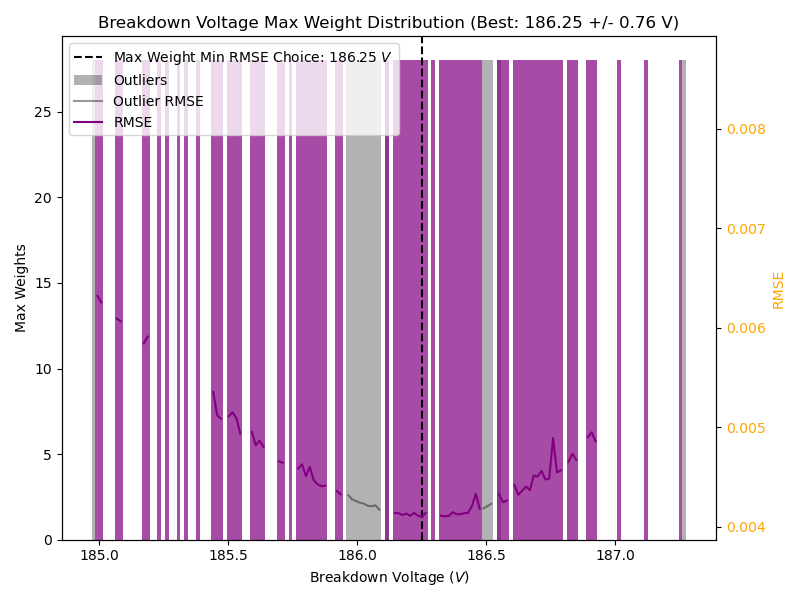 Breakdown Voltage Max Weight Distribution (Best: 186.25 +/- 0.76 V)
Max Weight Min RMSE Choice: 186.25 V
Outliers
Outlier RMSE
RMSE
Max Weights
25
20
15
10
5
0
0.008
0.007
0.006
0.005
0.004
RMSE
185.0 185.5 186.0 186.5 187.0
Breakdown Voltage (V)